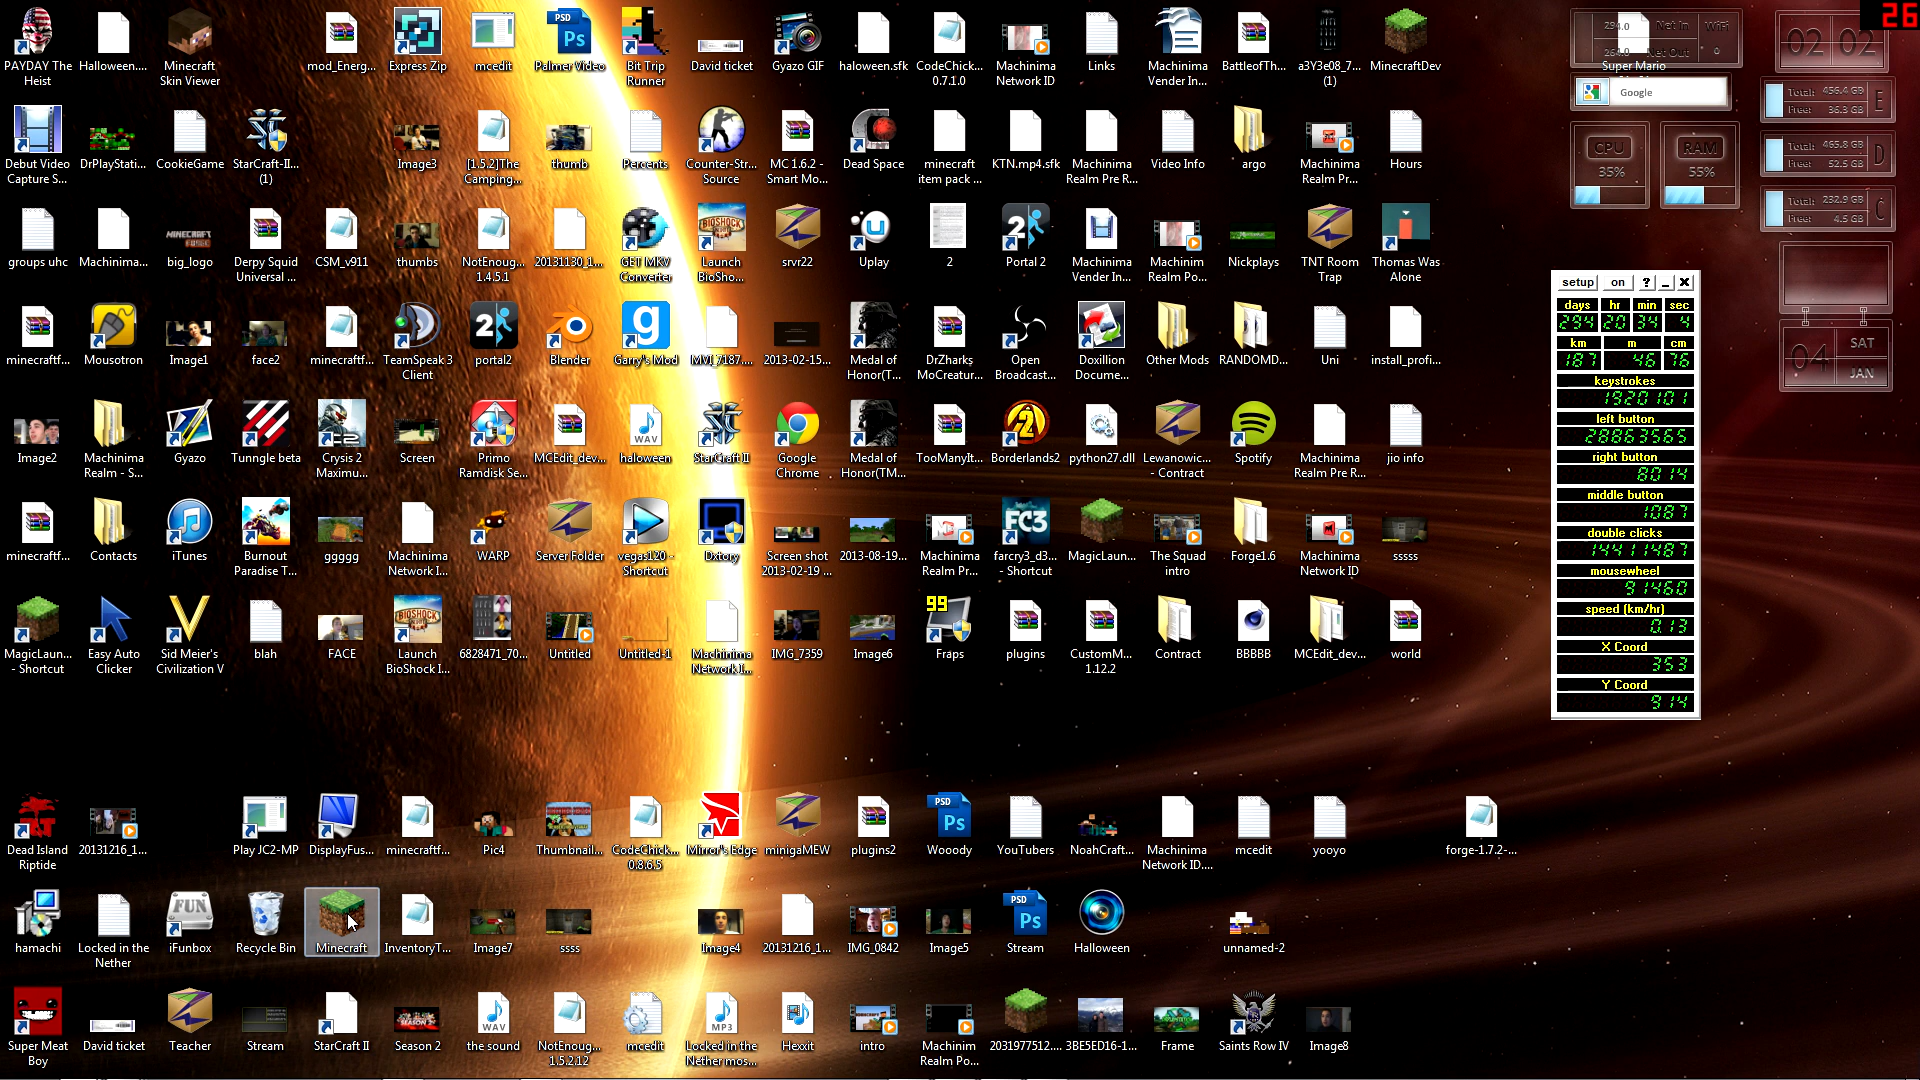 PAYDAY The Heist
Halloween....
Minecraft Skin Viewer
mod_Energ...
Express Zip
mcedit
Palmer Video
Bit Trip Runner
David ticket
Gyazo GIF
haloween.sfk
CodeChick... 0.7.1.0
Machinima Network ID
Links
Machinima Vender In...
BattleofTh...
a3Y3e08_7... (1)
MinecraftDev
Super Mario
294.0 Net In WiFi
264.0 Net Out 0
02 02
26
Google
Debut Video Capture S...
DrPlayStati...
CookieGame
StarCraft-II... (1)
Image3
[1.5.2]The Camping...
thumb
Percents
Counter-Str... Source
MC 1.6.2 - Smart Mo...
Dead Space
minecraft item pack ...
KTN.mp4.sfk
Machinima Realm Pre R...
Video Info
argo
Machinima Realm Pr...
Hours
CPU
35%
RAM
55%
Total: 456.4 GB
Free: 36.3 GB
E
Total: 465.8 GB
Free: 52.5 GB
D
Total: 232.9 GB
Free: 4.5 GB
C
groups uhc
Machinima...
big_logo
Derpy Squid Universal ...
CSM_v911
thumbs
NotEnoug... 1.4.5.1
20131130_1...
GET MKV Converter
Launch BioSho...
srvr22
Uplay
2
Portal 2
Machinima Vender In...
Machinim Realm Po...
Nickplays
TNT Room Trap
Thomas Was Alone
minecraftf...
Mousotron
Image1
face2
minecraftf...
TeamSpeak 3 Client
portal2
Blender
Garry's Mod
MVI_7187....
2013-02-15...
Medal of Honor(T...
DrZharks MoCreatur...
Open Broadcast...
Doxillion Docume...
Other Mods
RANDOMD...
Uni
install_profi...
04
SAT
JAN
setup on ?
days hr min sec
294 20 34 4
km m cm
187 46 76
keystrokes
1920101
left button
28863565
right button
8014
middle button
1087
double clicks
14411487
mousewheel
91460
speed (km/hr)
0.13
X Coord
353
Y Coord
914
Image2
Machinima Realm - S...
Gyazo
Tunngle beta
Crysis 2 Maximu...
Screen
Primo Ramdisk Se...
MCEdit_dev...
haloween
StarCraft II
Google Chrome
Medal of Honor(TM...
TooManyIt...
Borderlands2
python27.dll
Lewanowic... - Contract
Spotify
Machinima Realm Pre R...
jio info
minecraftf...
Contacts
iTunes
Burnout Paradise T...
ggggg
Machinima Network I...
WARP
Server Folder
vegas120 - Shortcut
Dxtory
Screen shot 2013-02-19 ...
2013-08-19...
Machinima Realm Pr...
FC3
farcry3_d3... - Shortcut
MagicLaun...
The Squad intro
Forge1.6
Machinima Network ID
sssss
MagicLaun... - Shortcut
Easy Auto Clicker
Sid Meier's Civilization V
blah
FACE
Launch BioShock I...
6828471_70...
Untitled
Untitled-1
Machinima Network I...
IMG_7359
Image6
99
Fraps
plugins
CustomM... 1.12.2
Contract
BBBBB
MCEdit_dev...
world
Dead Island Riptide
20131216_1...
Play JC2-MP
DisplayFus...
minecraftf...
Pic4
Thumbnail...
CodeChick... 0.8.6.5
Mirror's Edge
minigaMEW
plugins2
Wooody
YouTubers
NoahCraft...
Machinima Network ID....
mcedit
yooyo
forge-1.7.2-...
hamachi
Locked in the Nether
iFunbox
Recycle Bin
Minecraft
InventoryT...
Image7
ssss
Image4
20131216_1...
IMG_0842
Image5
Stream
Halloween
unnamed-2
Super Meat Boy
David ticket
Teacher
Stream
StarCraft II
Season 2
the sound
NotEnoug... 1.5.2.12
mcedit
Locked in the Nether mos...
Hexxit
intro
Machinim Realm Po...
2031977512...
3BE5ED16-1...
Frame
Saints Row IV
Image8